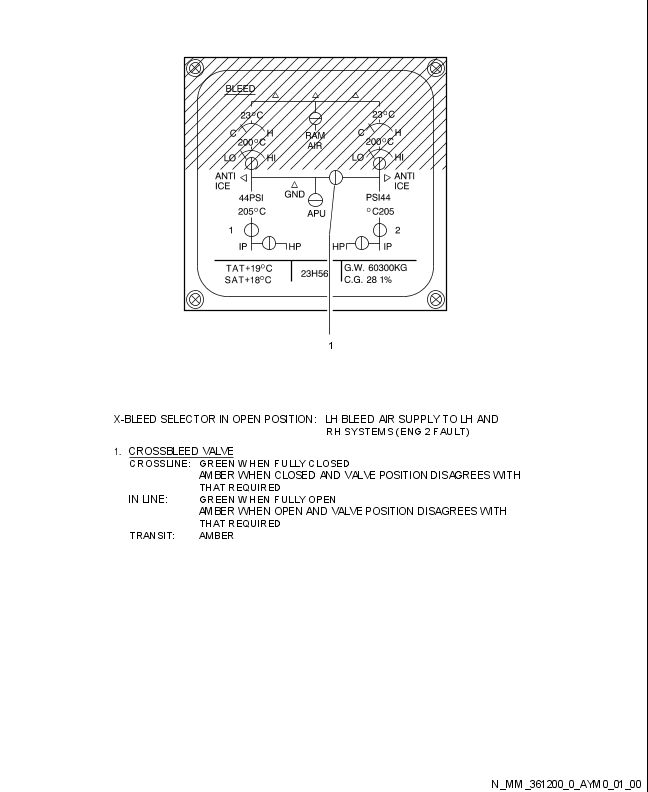 BLEED
23°C 23°C
C H C H
200°C RAM 200°C
AIR
LO HI LO HI
ANTI ANTI
ICE ICE
GND
44PSI PSI44
205°C APU °C205
1 2
IP HP HP IP
TAT+19°C 23H56 G.W. 60300KG
SAT+18°C C.G. 28 1%
1
X-BLEED SELECTOR IN OPEN POSITION: LH BLEED AIR SUPPLY TO LH AND
RH SYSTEMS (ENG 2 FAULT)
1. CROSSBLEED VALVE
CROSSLINE: GREEN WHEN FULLY CLOSED
AMBER WHEN CLOSED AND VALVE POSITION DISAGREES WITH
THAT REQUIRED
IN LINE: GREEN WHEN FULLY OPEN
AMBER WHEN OPEN AND VALVE POSITION DISAGREES WITH
THAT REQUIRED
TRANSIT: AMBER
N_MM_361200_0_AYM0_01_00